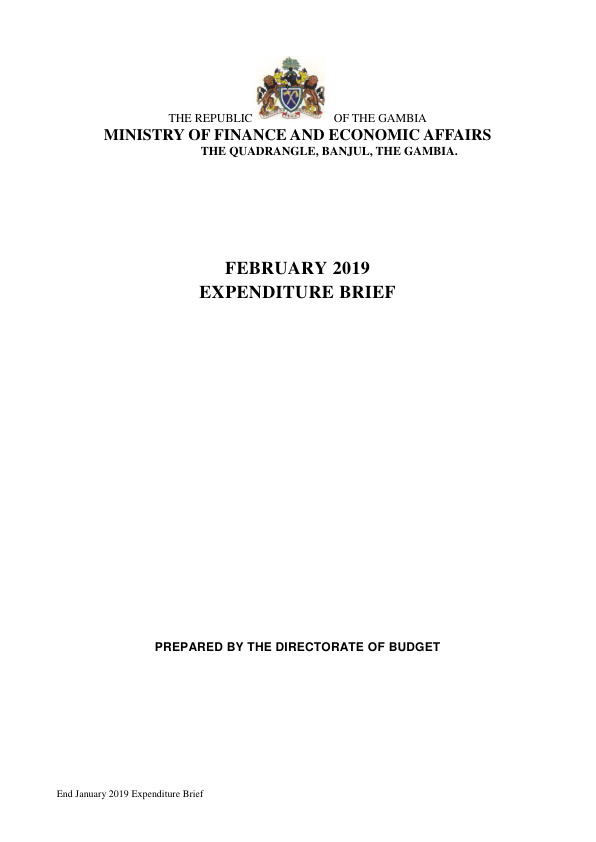 THE REPUBLIC OF THE GAMBIA
MINISTRY OF FINANCE AND ECONOMIC AFFAIRS
THE QUADRANGLE, BANJUL, THE GAMBIA.
FEBRUARY 2019
EXPENDITURE BRIEF
PREPARED BY THE DIRECTORATE OF BUDGET
End January 2019 Expenditure Brief